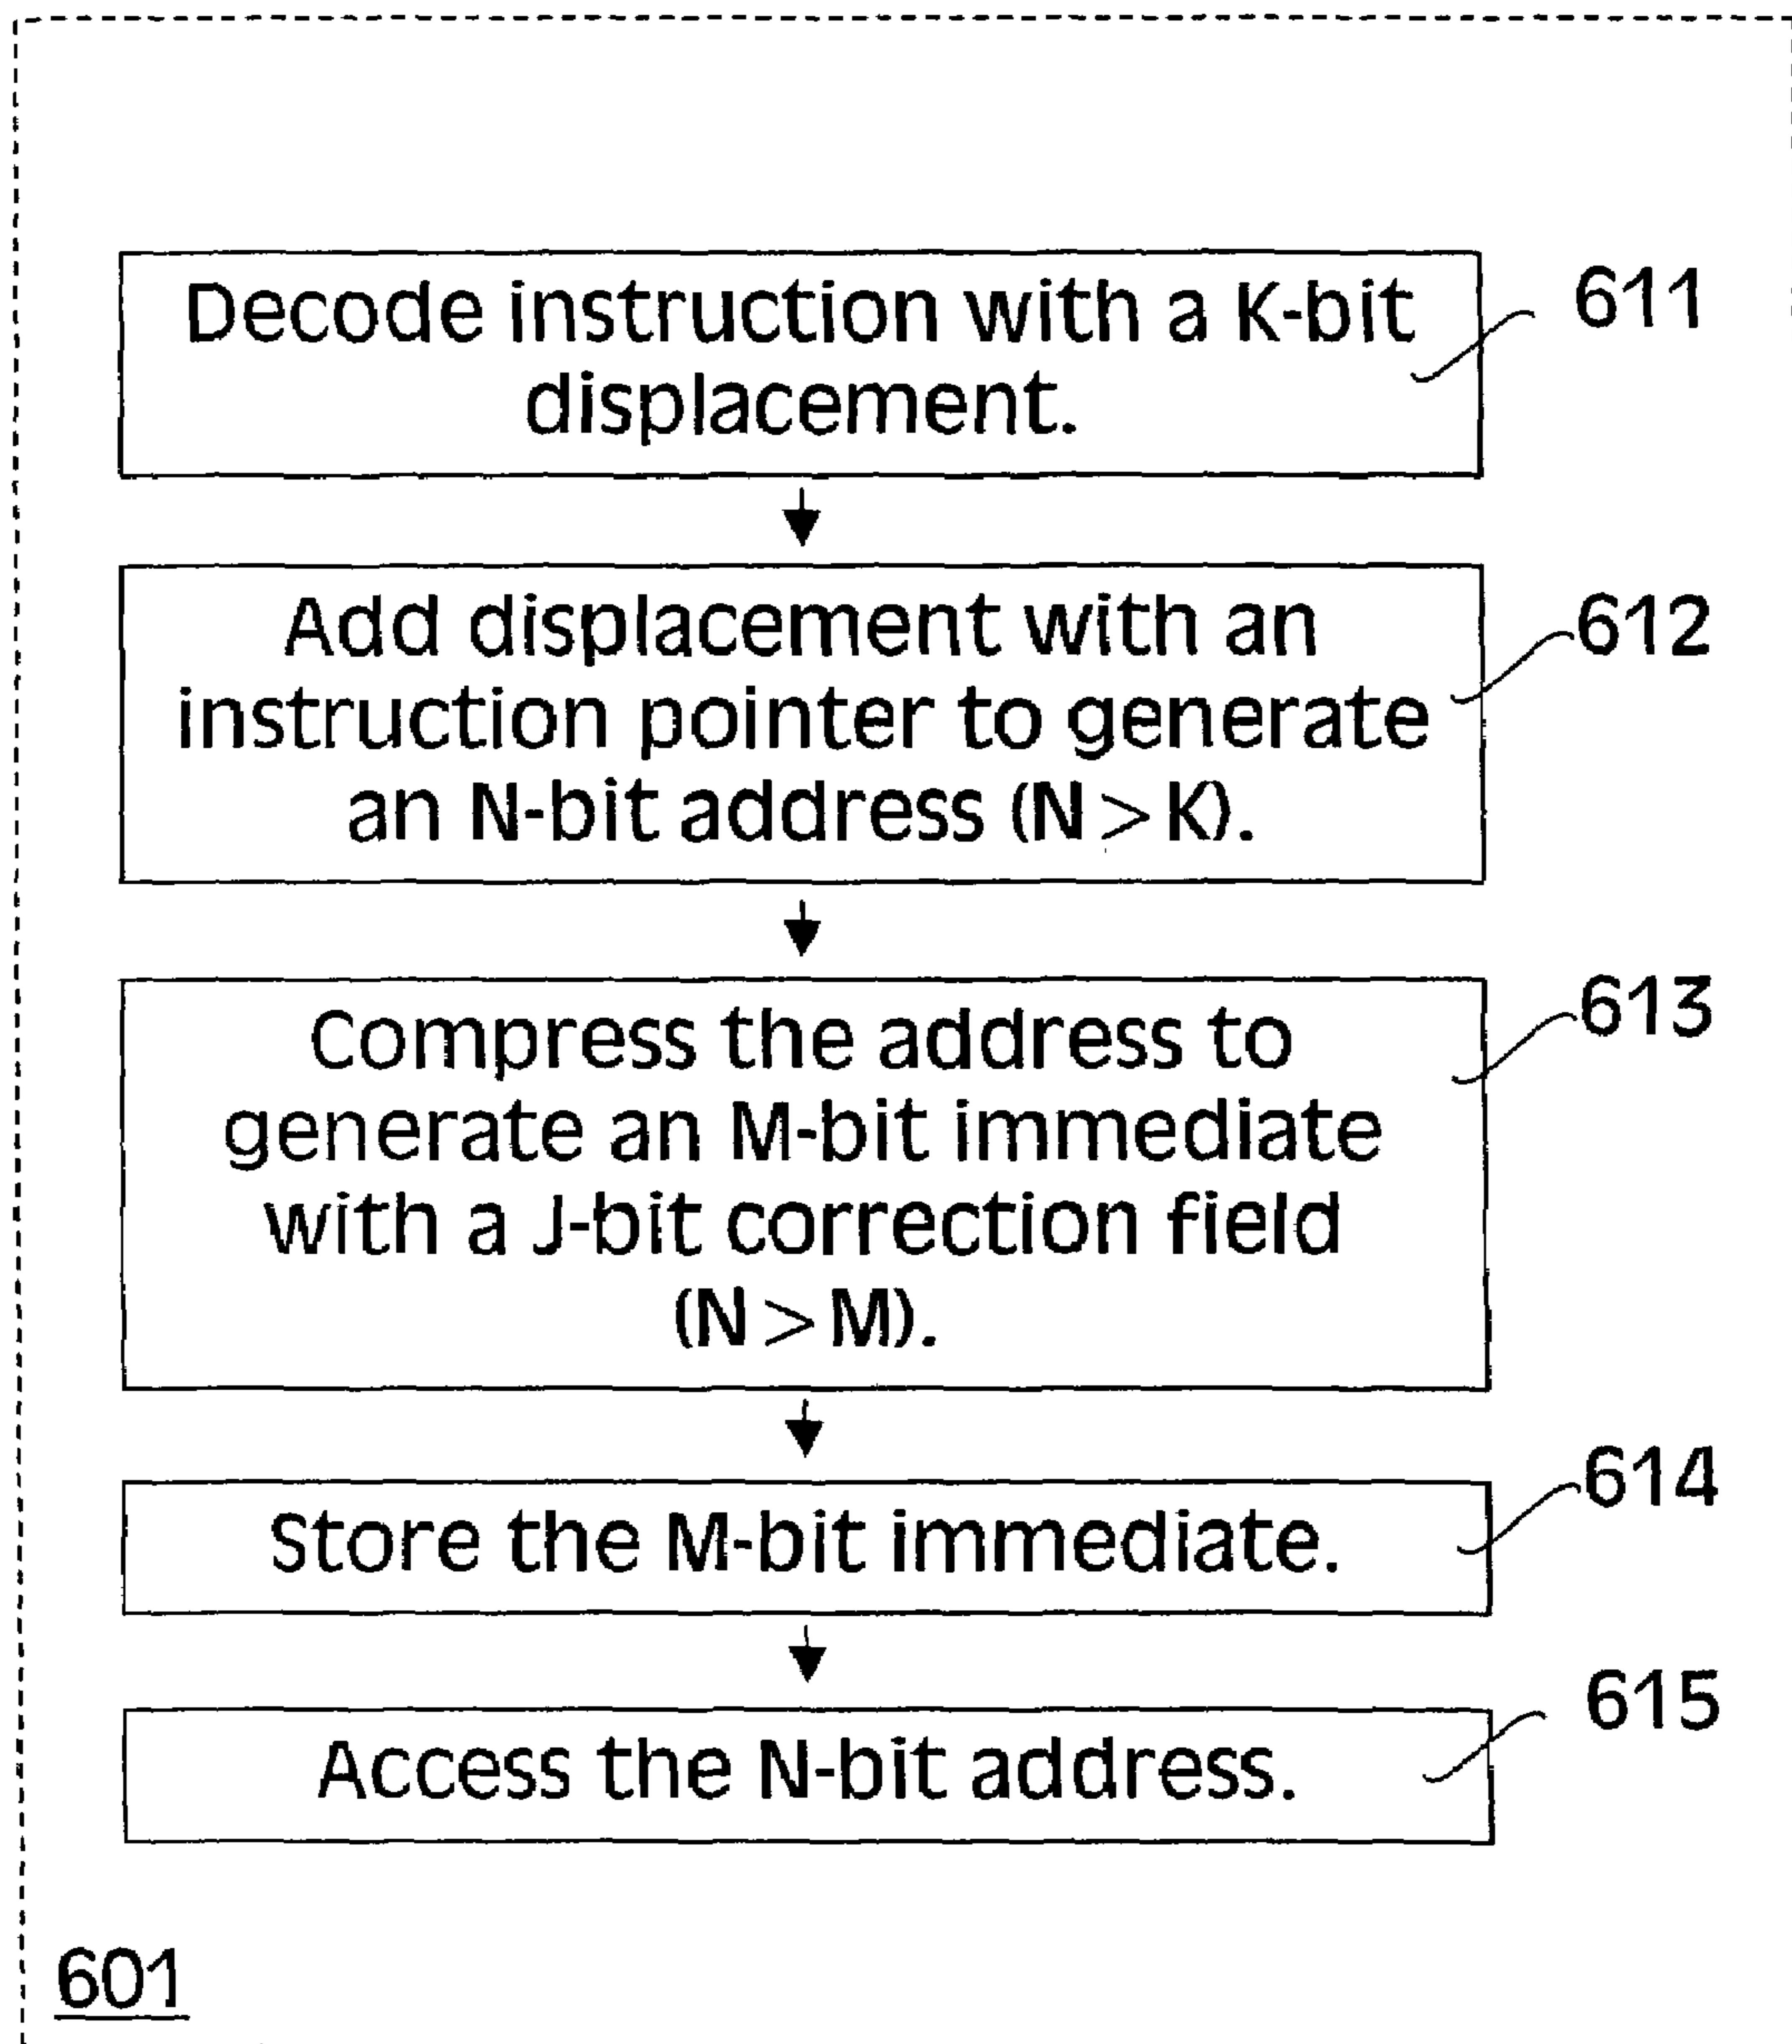 Decode instruction with a K-bit
displacement.
611
Add displacement with an
instruction pointer to generate
an N-bit address (N > K).
612
Compress the address to
generate an M-bit immediate
with a J-bit correction field
(N > M).
613
Store the M-bit immediate.
614
Access the N-bit address.
615
601